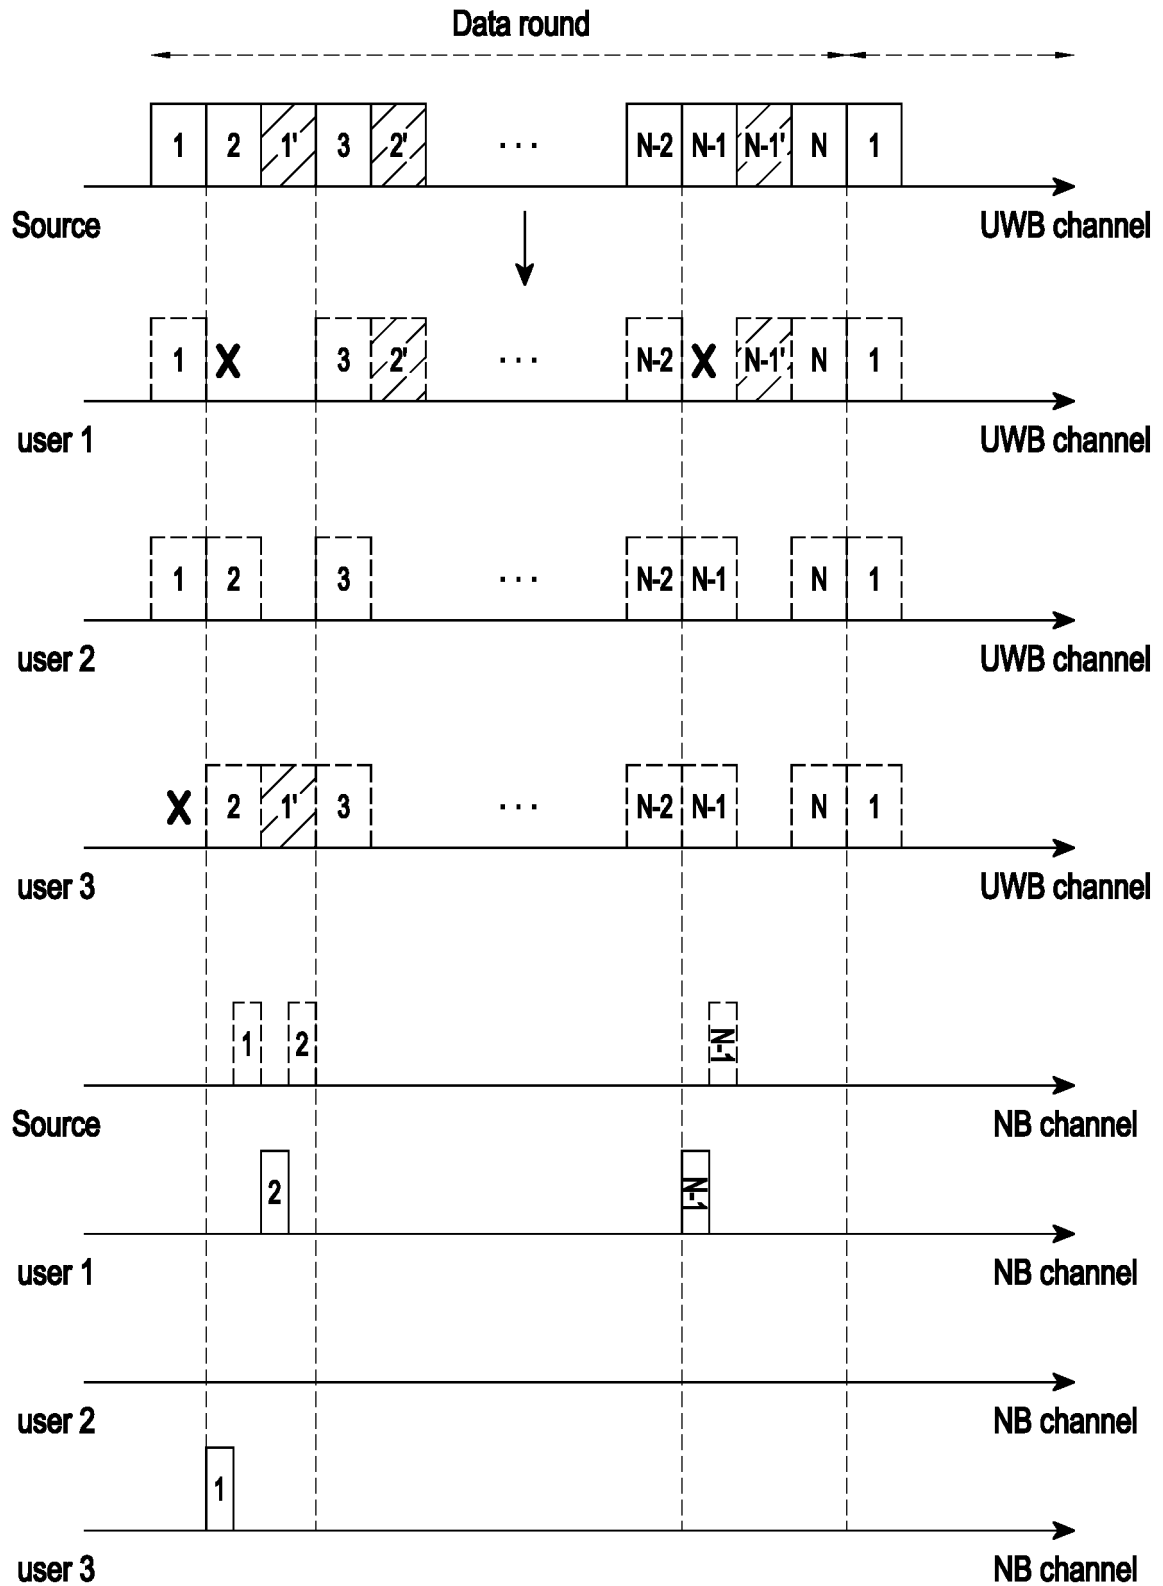 Data round
1 2 1' 3 2' ... N-2 N-1 N-1' N 1
Source UWB channel
1 X 3 2' ... N-2 X N-1' N 1
user 1 UWB channel
1 2 3 ... N-2 N-1 N 1
user 2 UWB channel
X 2 1' 3 ... N-2 N-1 N 1
user 3 UWB channel
1 2 N-1
Source NB channel
2 N-1
user 1 NB channel
user 2 NB channel
1
user 3 NB channel